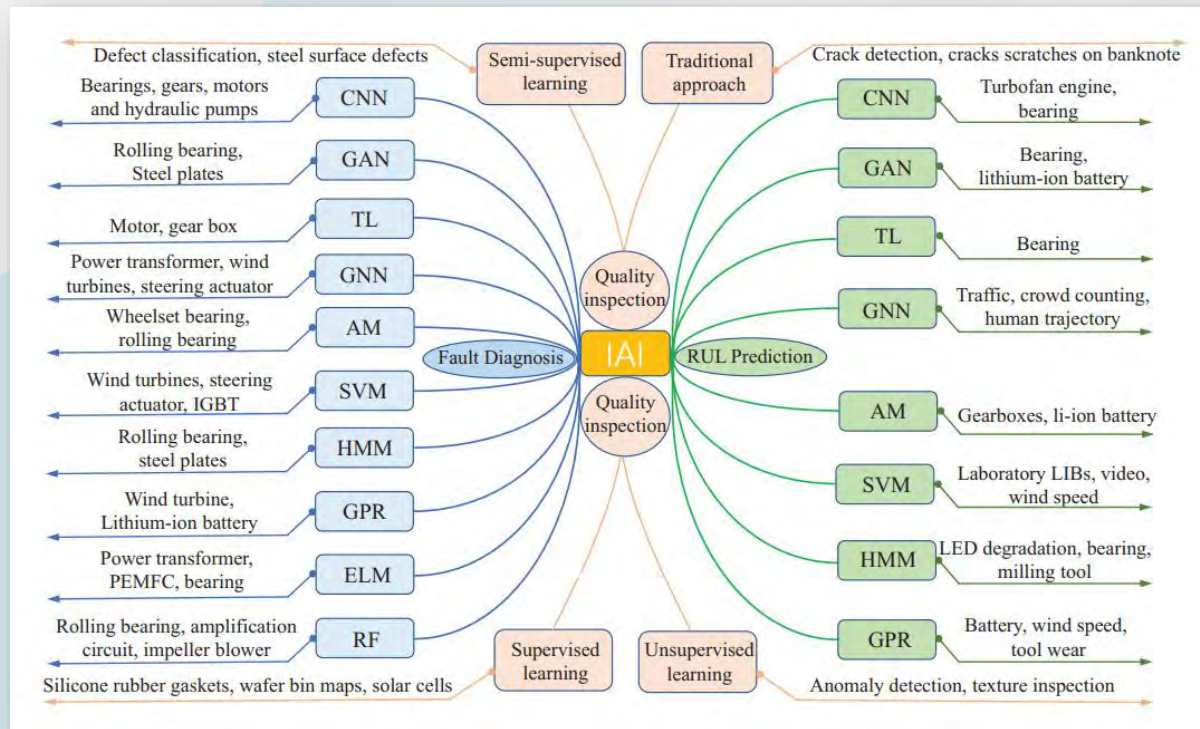 Defect classification, steel surface defects
Semi-supervised
learning
Traditional
approach
Crack detection, cracks scratches on banknote
Bearings, gears, motors
and hydraulic pumps
CNN
Rolling bearing,
Steel plates
GAN
Motor, gear box
TL
Power transformer, wind
turbines, steering actuator
GNN
Wheelset bearing,
rolling bearing
AM
Wind turbines, steering
actuator, IGBT
SVM
Rolling bearing,
steel plates
HMM
Wind turbine,
Lithium-ion battery
GPR
Power transformer,
PEMFC, bearing
ELM
Rolling bearing, amplification
circuit, impeller blower
RF
Fault Diagnosis
Quality
inspection
IAI
Quality
inspection
RUL Prediction
CNN
Turbofan engine,
bearing
GAN
Bearing,
lithium-ion battery
TL
Bearing
GNN
Traffic, crowd counting,
human trajectory
AM
Gearboxes, li-ion battery
SVM
Laboratory LIBs, video,
wind speed
HMM
LED degradation, bearing,
milling tool
GPR
Battery, wind speed,
tool wear
Silicone rubber gaskets, wafer bin maps, solar cells
Supervised
learning
Unsupervised
learning
Anomaly detection, texture inspection